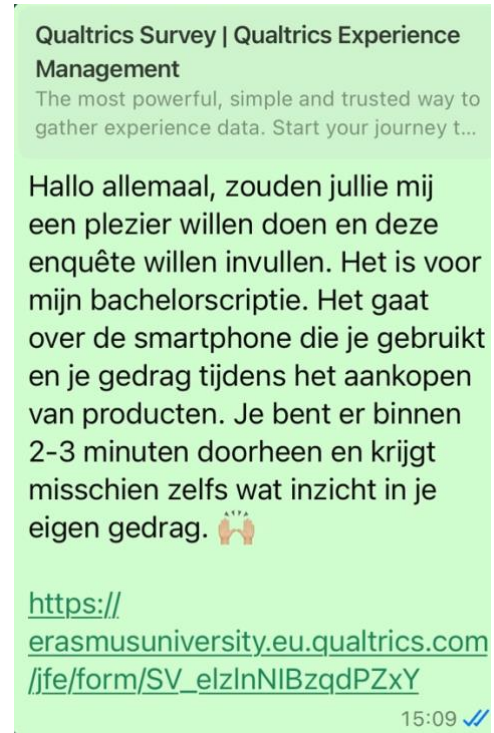 Qualtrics Survey | Qualtrics Experience
Management
The most powerful, simple and trusted way to
gather experience data. Start your journey t...
Hallo allemaal, zouden jullie mij
een plezier willen doen en deze
enquête willen invullen. Het is voor
mijn bachelorscriptie. Het gaat
over de smartphone die je gebruikt
en je gedrag tijdens het aankopen
van producten. Je bent er binnen
2-3 minuten doorheen en krijgt
misschien zelfs wat inzicht in je
eigen gedrag. 🙌🏼
https://
erasmusuniversity.eu.qualtrics.com
/jfe/form/SV_elzlnNIBzqdPZxY
15:09